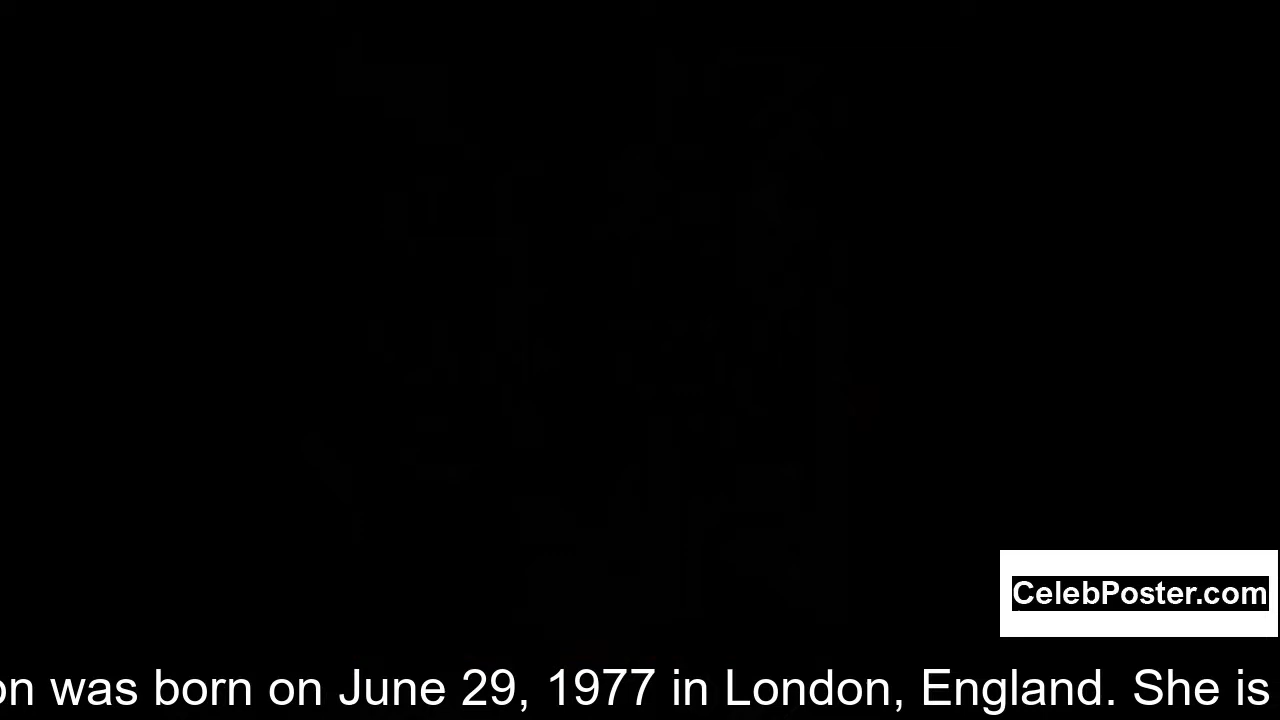 CelebPoster.com
on was born on June 29, 1977 in London, England. She is